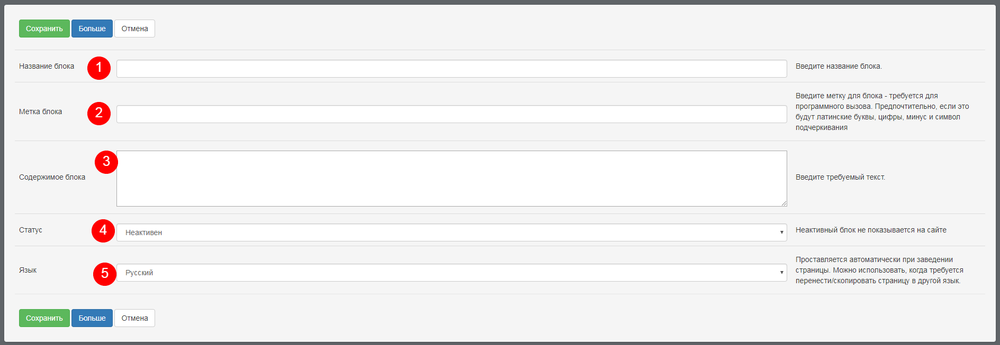 Сохранить Больше Отмена
Название блока 1 Введите название блока.
Метка блока 2 Введите метку для блока - требуется для
программного вызова. Предпочтительно, если это
будут латинские буквы, цифры, минус и символ
подчеркивания
Содержимое блока 3 Введите требуемый текст.
Статус 4 Неактивен Неактивный блок не показывается на сайте
Язык 5 Русский Проставляется автоматически при заведении
страницы. Можно использовать, когда требуется
перенести/скопировать страницу в другой язык.
Сохранить Больше Отмена